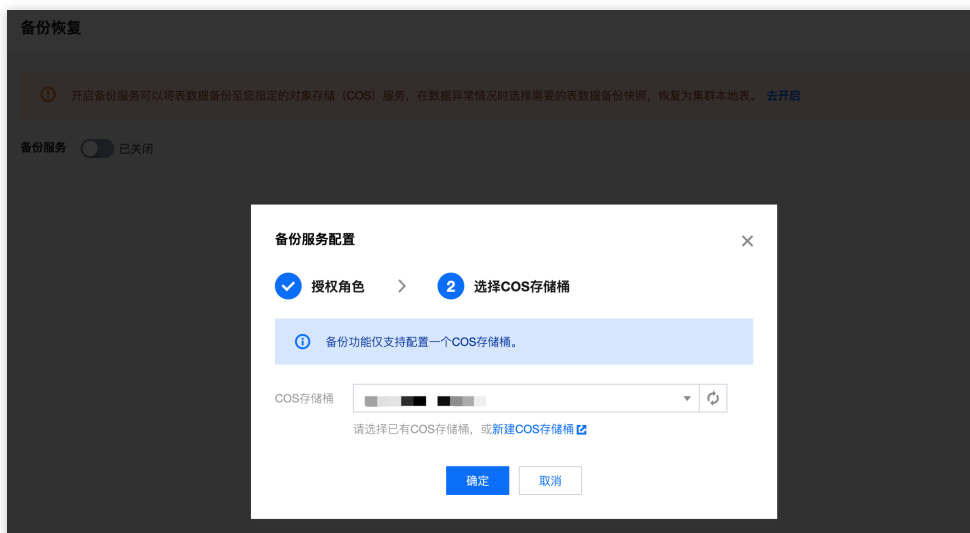 备份恢复
开启备份服务可以将表数据备份至您指定的对象存储（COS）服务，在数据异常情况时选择需要的表数据备份快照，恢复为集群本地表。 去开启
备份服务 已关闭
备份服务配置
授权角色 2 选择COS存储桶
备份功能仅支持配置一个COS存储桶。
COS存储桶
请选择已有COS存储桶，或新建COS存储桶
确定 取消